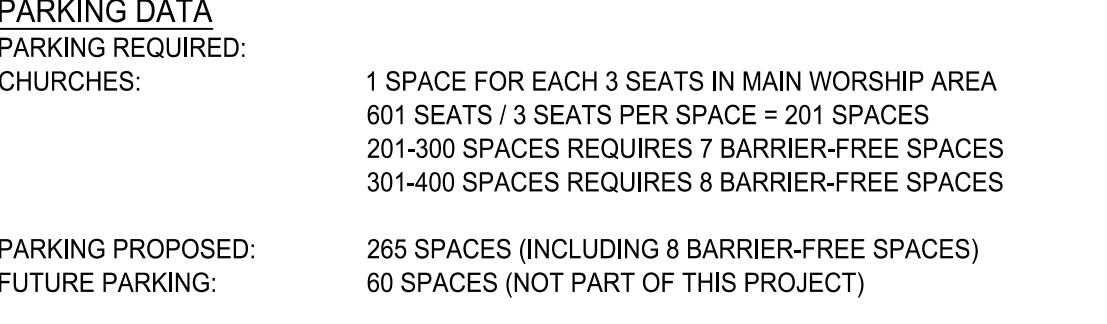 PARKING DATA
PARKING REQUIRED:
CHURCHES: 1 SPACE FOR EACH 3 SEATS IN MAIN WORSHIP AREA
601 SEATS / 3 SEATS PER SPACE = 201 SPACES
201-300 SPACES REQUIRES 7 BARRIER-FREE SPACES
301-400 SPACES REQUIRES 8 BARRIER-FREE SPACES
PARKING PROPOSED: 265 SPACES (INCLUDING 8 BARRIER-FREE SPACES)
FUTURE PARKING: 60 SPACES (NOT PART OF THIS PROJECT)